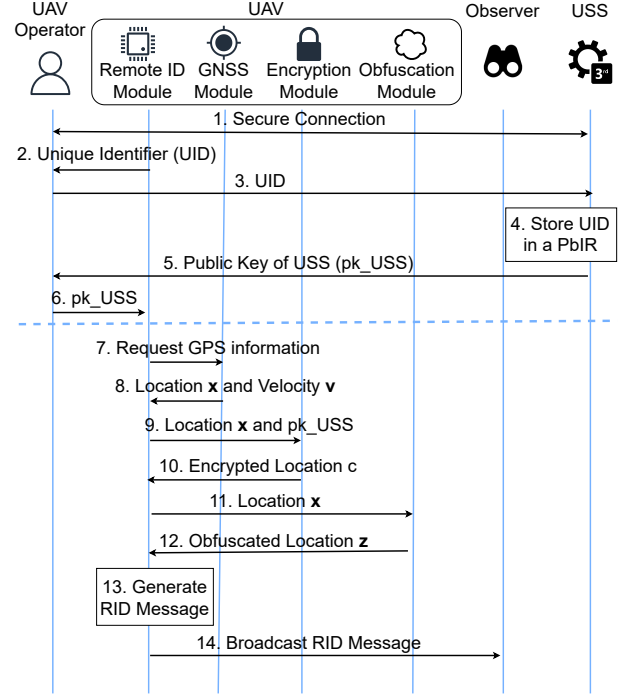 UAV
Operator
UAV
Observer
USS
Remote ID
Module
GNSS
Module
Encryption
Module
Obfuscation
Module
3rd
1. Secure Connection
2. Unique Identifier (UID)
3. UID
4. Store UID
in a PbIR
5. Public Key of USS (pk_USS)
6. pk_USS
7. Request GPS information
8. Location x and Velocity v
9. Location x and pk_USS
10. Encrypted Location c
11. Location x
12. Obfuscated Location z
13. Generate
RID Message
14. Broadcast RID Message